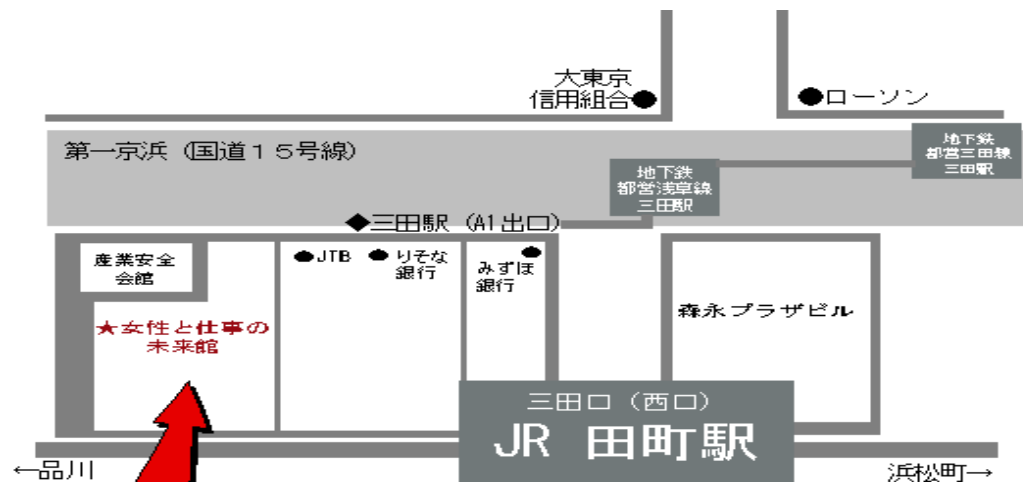 大東京
信用組合●
●ローソン
第一京浜（国道15号線）
地下鉄
都営三田線
三田駅
地下鉄
都営浅草線
三田駅
◆三田駅（A1出口）
産業安全
会館
●JTB
●りそな
銀行
みずほ
銀行
★女性と仕事の
未来館
森永プラザビル
三田口（西口）
JR 田町駅
←品川
浜松町→